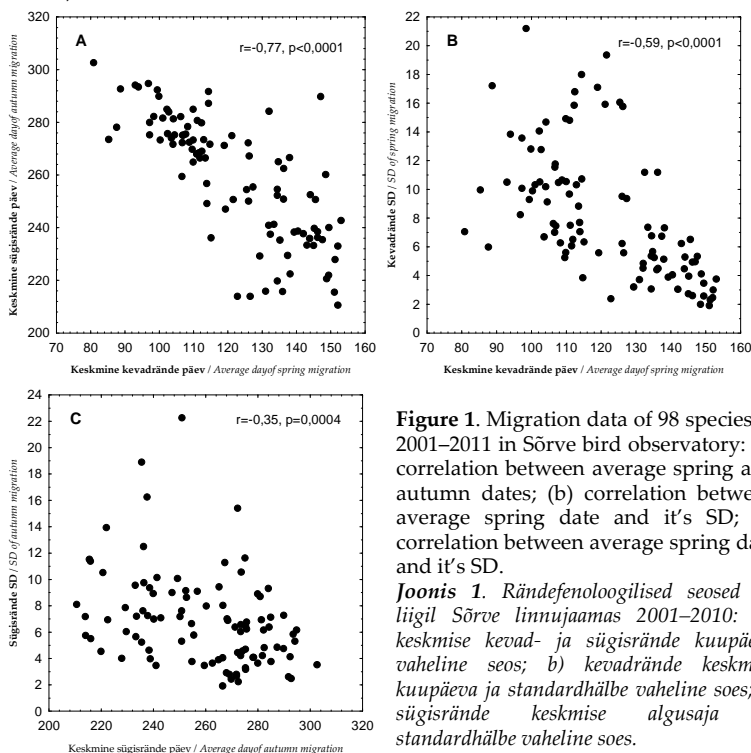 A
r=-0,77, p<0,0001
320
300
280
260
240
220
200
70 80 90 100 110 120 130 140 150 160
Keskmine sügisrände päev / Average dayof autumn migration
Keskmine kevadrände päev / Average dayof spring migration
B
r=-0,59, p<0,0001
22
20
18
16
14
12
10
8
6
4
2
0
70 80 90 100 110 120 130 140 150 160
Kevadrände SD / SD of spring migration
Keskmine kevadrände päev / Average dayof spring migration
C
r=-0,35, p=0,0004
24
22
20
18
16
14
12
10
8
6
4
2
0
200 220 240 260 280 300 320
Sügisrände SD / SD of autumn migration
Keskmine sügisrände päev / Average dayof autumn migration
Figure 1. Migration data of 98 species
2001–2011 in Sõrve bird observatory:
correlation between average spring a
autumn dates; (b) correlation betwe
average spring date and it's SD;
correlation between average spring da
and it's SD.
Joonis 1. Rändefenoloogilised seosed
liigil Sõrve linnujaamas 2001–2010:
keskmise kevad- ja sügisrände kuupäe
vaheline seos; b) kevadrände keskm
kuupäeva ja standardhälbe vaheline soes;
sügisrände keskmise algusaja
standardhälbe vaheline soes.